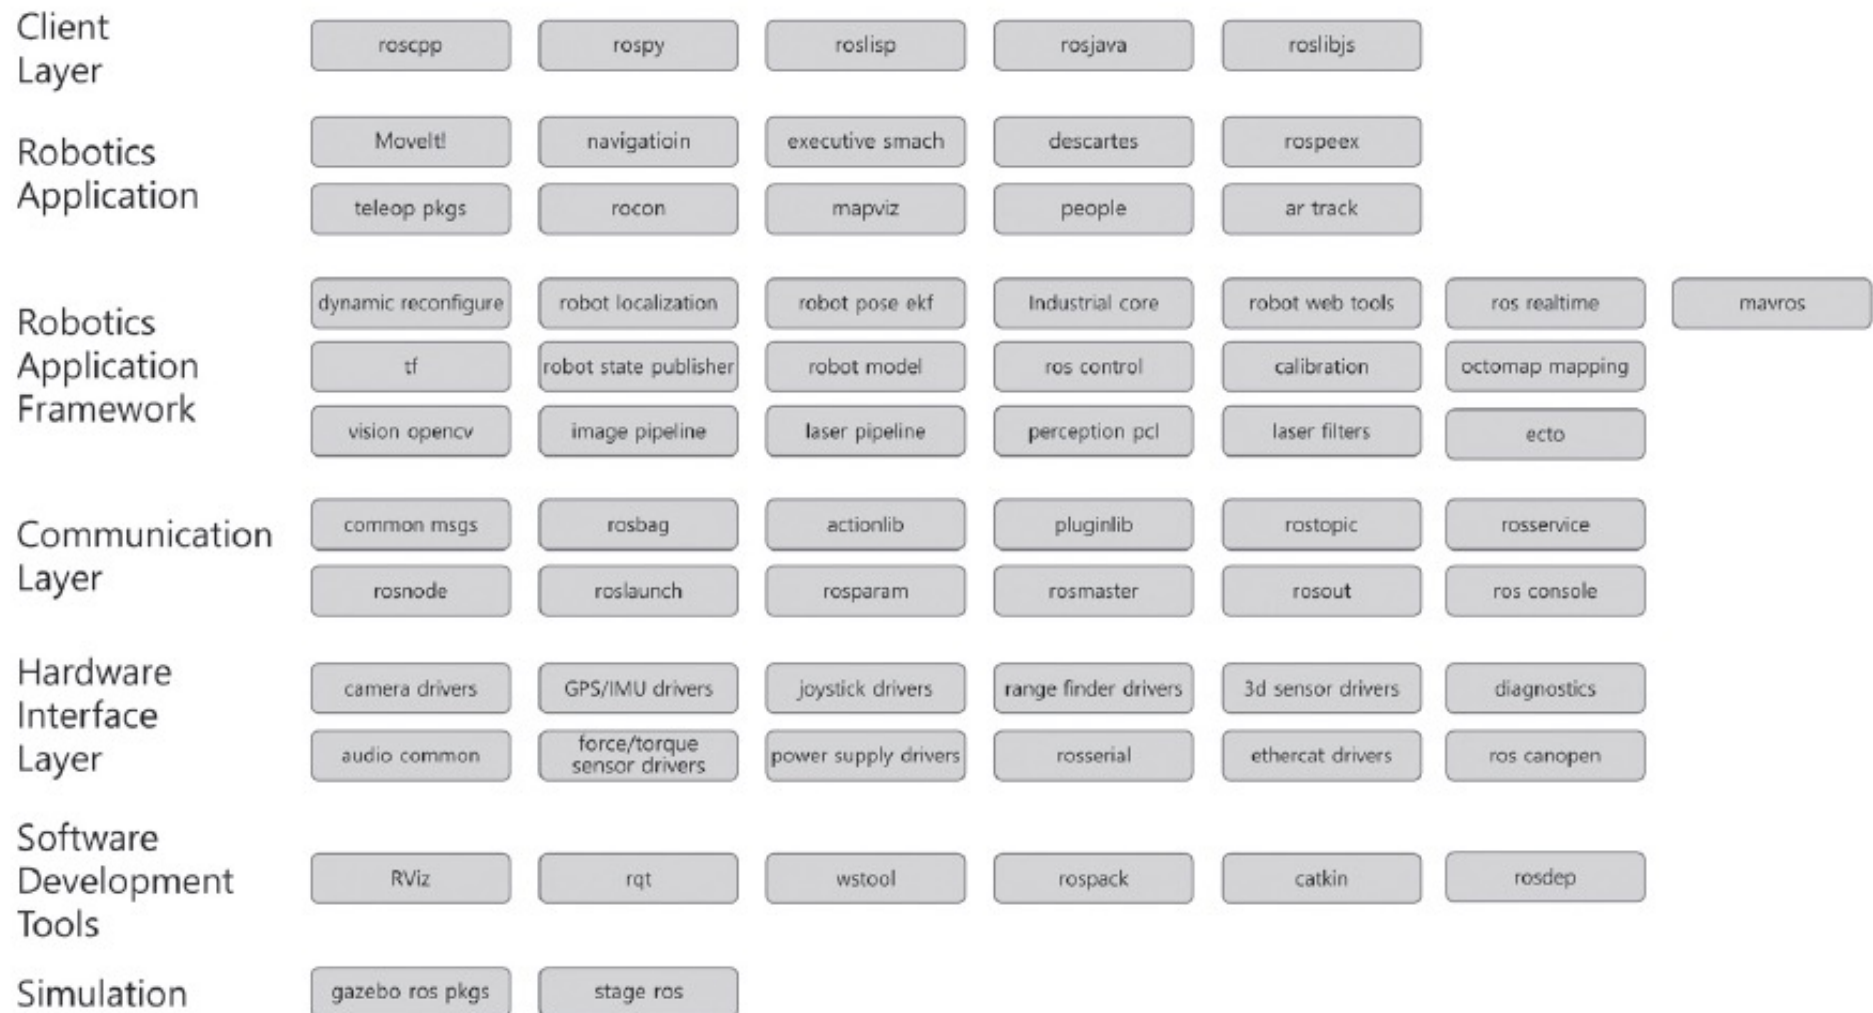 Client
Layer
roscpp rospy roslisp rosjava roslibjs
Robotics
Application
MoveIt! navigatioin executive smach descartes rospeex
teleop pkgs rocon mapviz people ar track
Robotics
Application
Framework
dynamic reconfigure robot localization robot pose ekf Industrial core robot web tools ros realtime mavros
tf robot state publisher robot model ros control calibration octomap mapping
vision opencv image pipeline laser pipeline perception pcl laser filters ecto
Communication
Layer
common msgs rosbag actionlib pluginlib rostopic rosservice
rosnode roslaunch rosparam rosmaster rosout ros console
Hardware
Interface
Layer
camera drivers GPS/IMU drivers joystick drivers range finder drivers 3d sensor drivers diagnostics
audio common force/torque sensor drivers power supply drivers rosserial ethercat drivers ros canopen
Software
Development
Tools
RViz rqt wstool rospack catkin rosdep
Simulation
gazebo ros pkgs stage ros